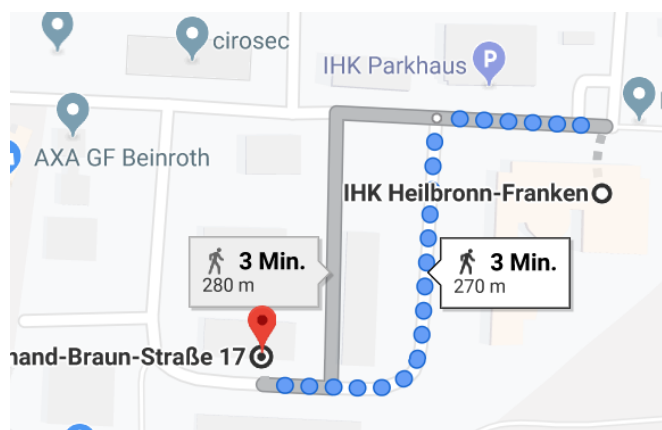 cirosec
IHK Parkhaus
P
AXA GF Beinroth
IHK Heilbronn-Franken
3 Min.
280 m
3 Min.
270 m
nand-Braun-Straße 17